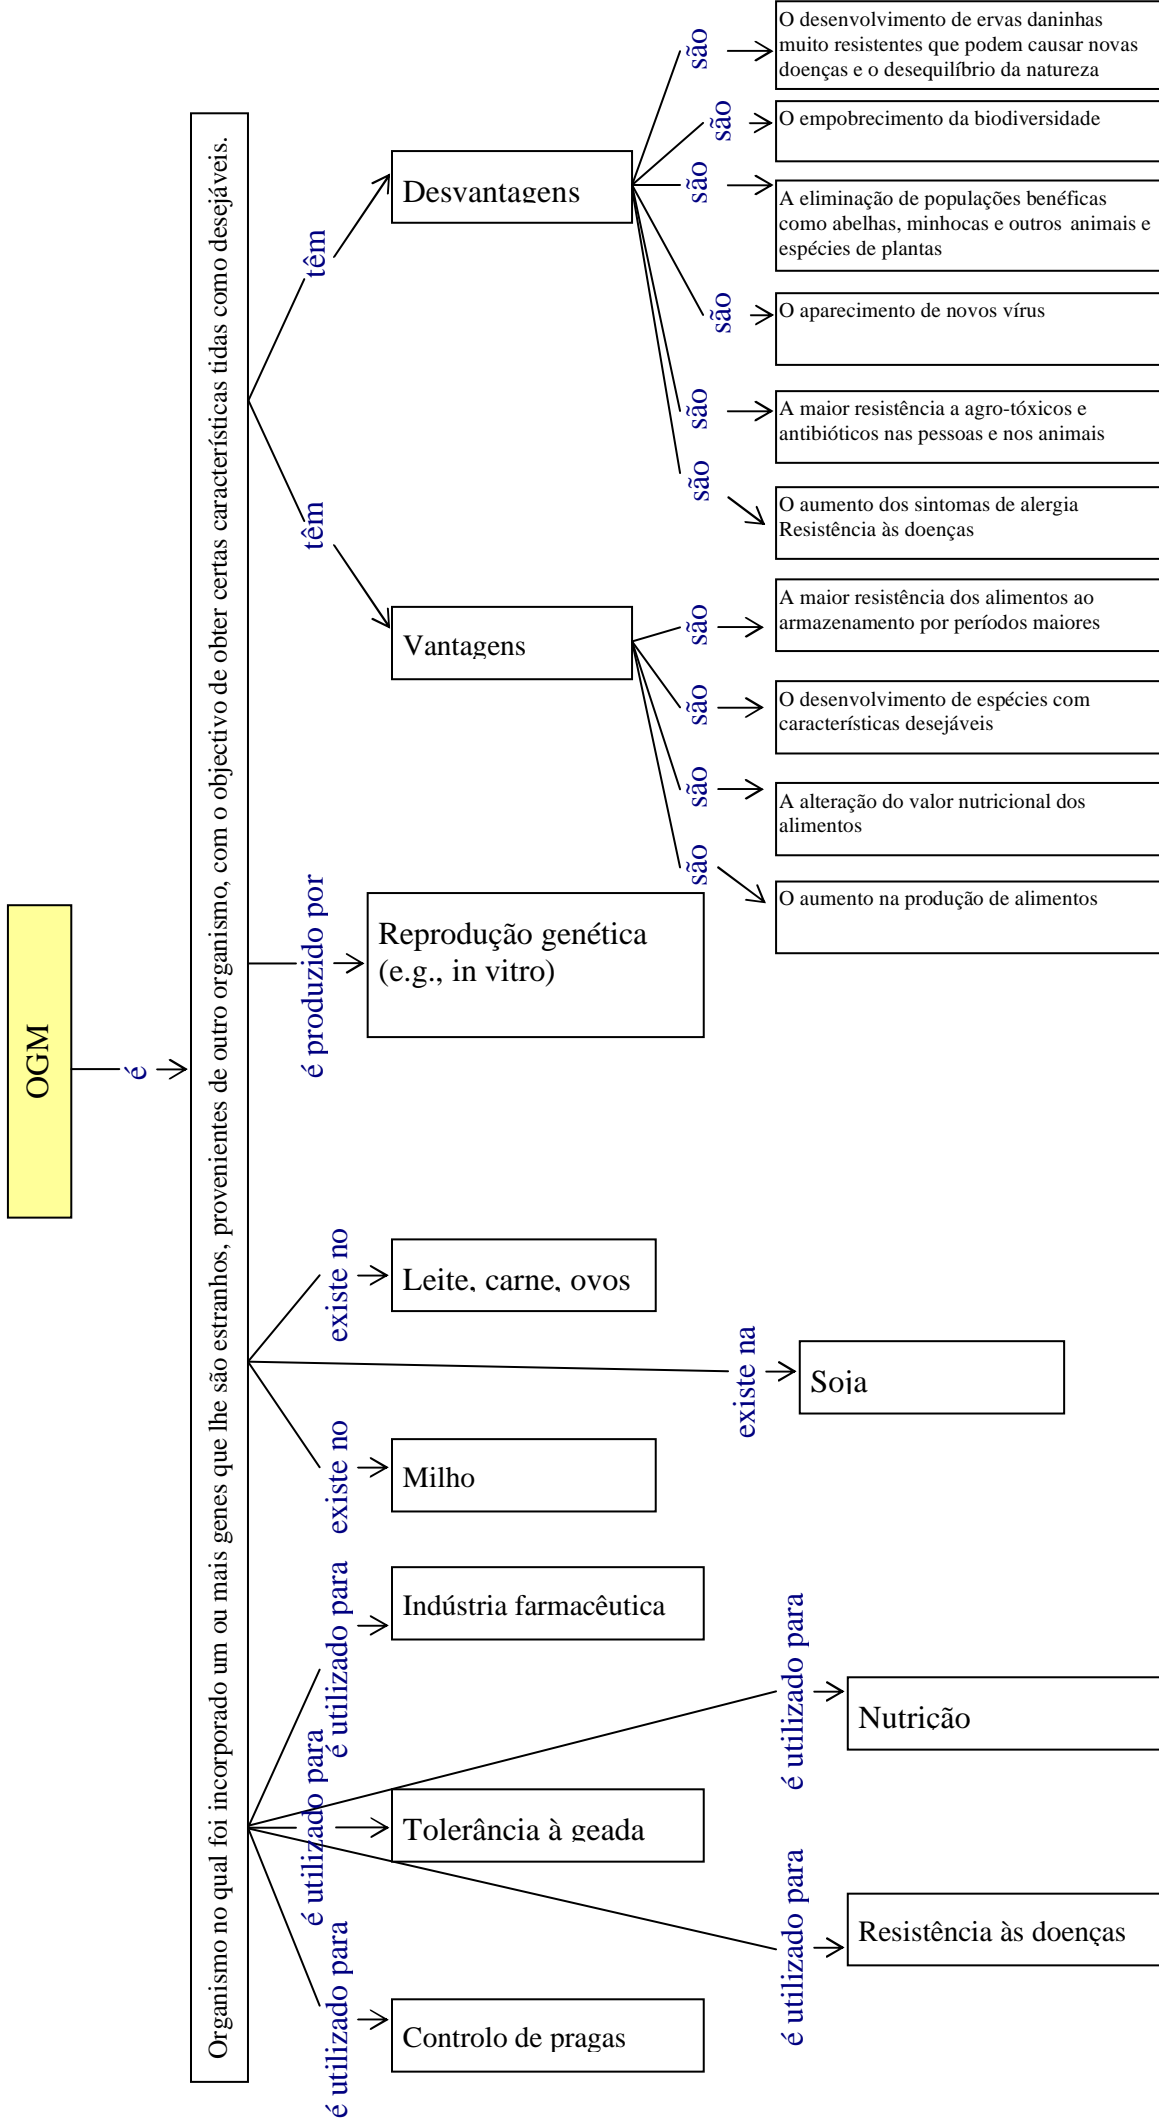 OGM
é
Organismo no qual foi incorporado um ou mais genes que lhe são estranhos, provenientes de outro organismo, com o objectivo de obter certas características tidas como desejáveis.
é utilizado para
Controlo de pragas
é utilizado para
Resistência às doenças
é utilizado para
Tolerância à geada
é utilizado para
Nutrição
é utilizado para
Indústria farmacêutica
existe no
Milho
existe na
Soja
existe no
Leite, carne, ovos
é produzido por
Reprodução genética
(e.g., in vitro)
têm
Vantagens
são
O aumento na produção de alimentos
são
A alteração do valor nutricional dos
alimentos
são
O desenvolvimento de espécies com
características desejáveis
são
A maior resistência dos alimentos ao
armazenamento por períodos maiores
têm
Desvantagens
são
O aumento dos sintomas de alergia
Resistência às doenças
são
A maior resistência a agro-tóxicos e
antibióticos nas pessoas e nos animais
são
O aparecimento de novos vírus
são
A eliminação de populações benéficas
como abelhas, minhocas e outros animais e
espécies de plantas
são
O empobrecimento da biodiversidade
são
O desenvolvimento de ervas daninhas
muito resistentes que podem causar novas
doenças e o desequilíbrio da natureza